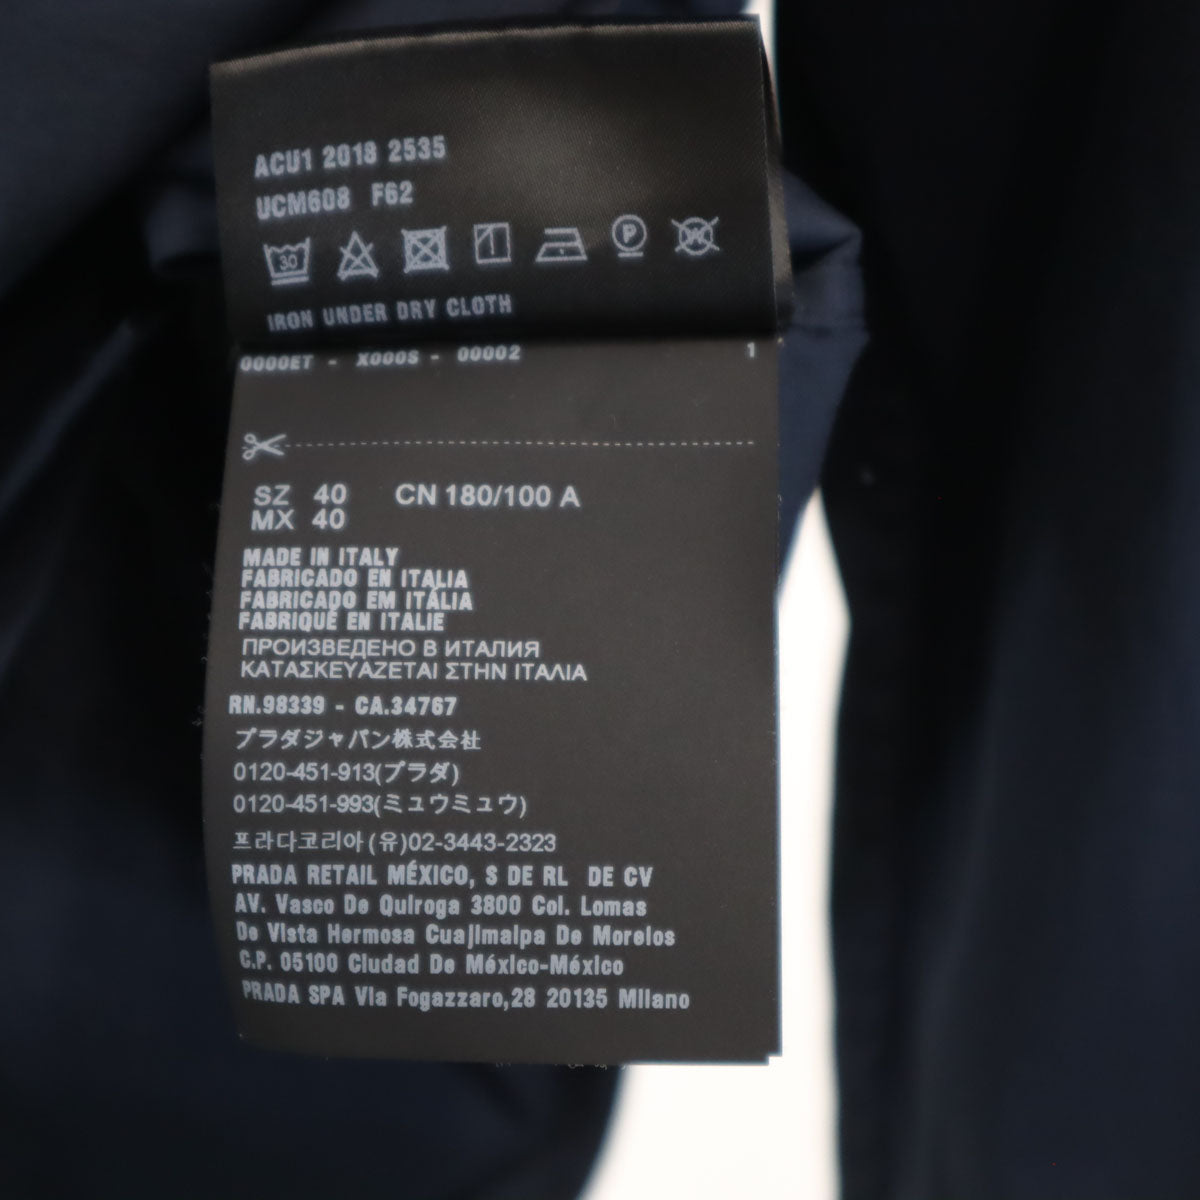 ACU1 2018 2535
UCM608 F62
30 P W
IRON UNDER DRY CLOTH
0000ET - X000S - 00002 1
SZ 40 CN 180/100 A
MX 40
MADE IN ITALY
FABRICADO EN ITALIA
FABRICADO EM ITÁLIA
FABRIQUÉ EN ITALIE
ПРОИЗВЕДЕНО В ИТАЛИЯ
ΚΑΤΑΣΚΕΥΑΖΕΤΑΙ ΣΤΗΝ ΙΤΑΛΙΑ
RN.98339 - CA.34767
プラダジャパン株式会社
0120-451-913(プラダ)
0120-451-993(ミュウミュウ)
프라다코리아(유)02-3443-2323
PRADA RETAIL MÉXICO, S DE RL DE CV
AV. Vasco De Quiroga 3800 Col. Lomas
De Vista Hermosa Cuajimalpa De Morelos
C.P. 05100 Ciudad De México-México
PRADA SPA Via Fogazzaro,28 20135 Milano